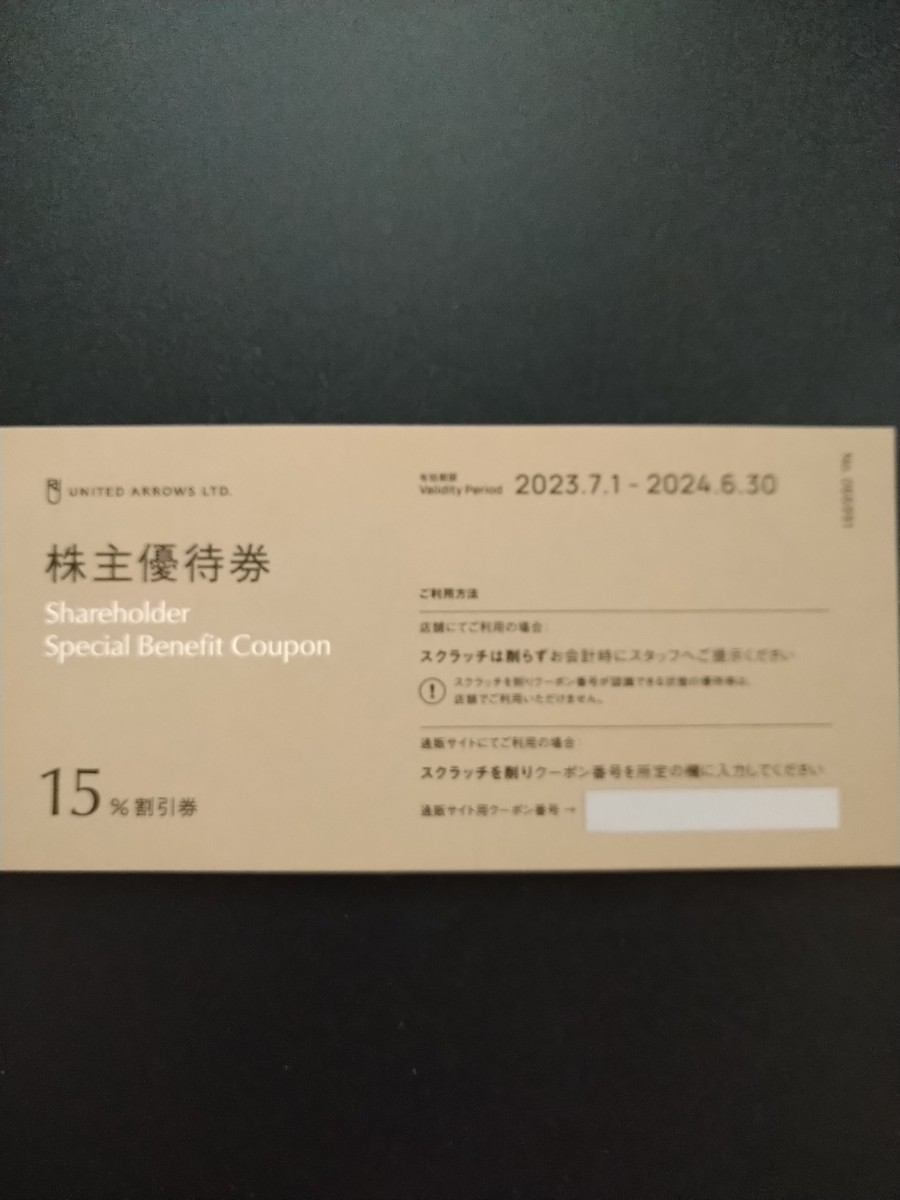 UNITED ARROWS LTD.
株主優待券
Shareholder
Special Benefit Coupon
15 % 割引券
有効期限
Validity Period 2023.7.1 - 2024.6.30
No.
ご利用方法
店舗にてご利用の場合:
スクラッチは削らずお会計時にスタッフへご提示ください
! スクラッチを削りクーポン番号が認識できる状態の優待券は、
店舗でご利用いただけません。
通販サイトにてご利用の場合:
スクラッチを削りクーポン番号を所定の欄に入力してください
通販サイト用クーポン番号 →